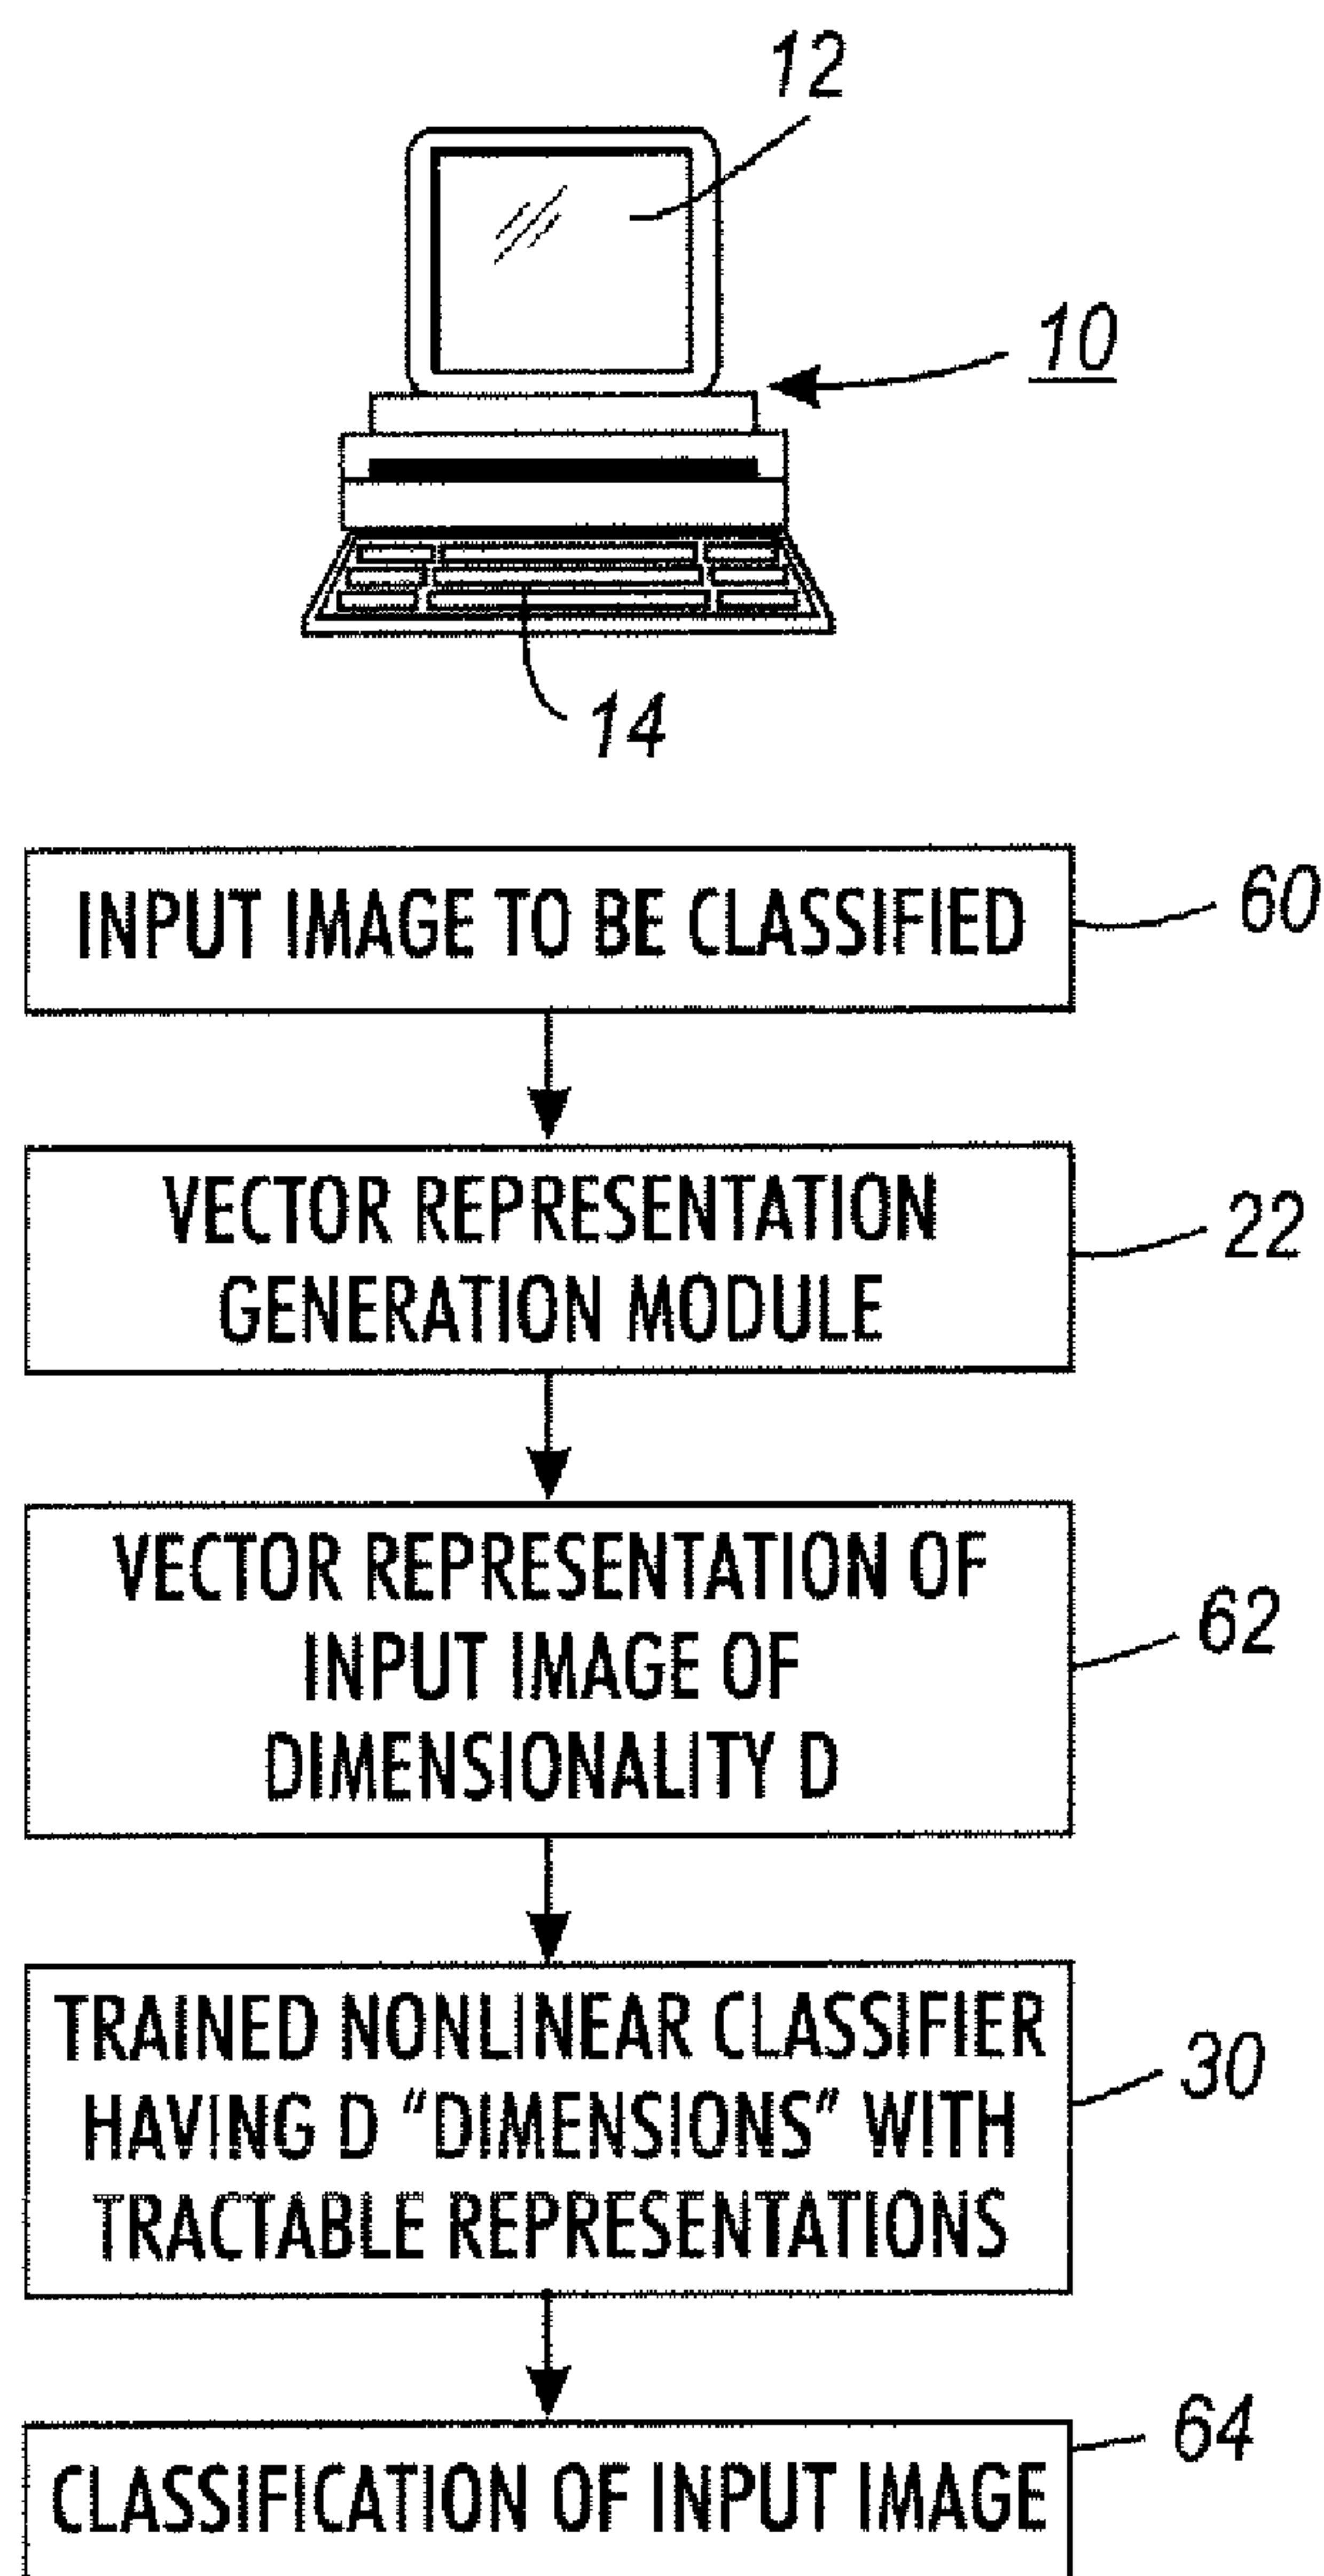 12
10
14
INPUT IMAGE TO BE CLASSIFIED
60
VECTOR REPRESENTATION
GENERATION MODULE
22
VECTOR REPRESENTATION OF
INPUT IMAGE OF
DIMENSIONALITY D
62
TRAINED NONLINEAR CLASSIFIER
HAVING D “DIMENSIONS” WITH
TRACTABLE REPRESENTATIONS
30
CLASSIFICATION OF INPUT IMAGE
64